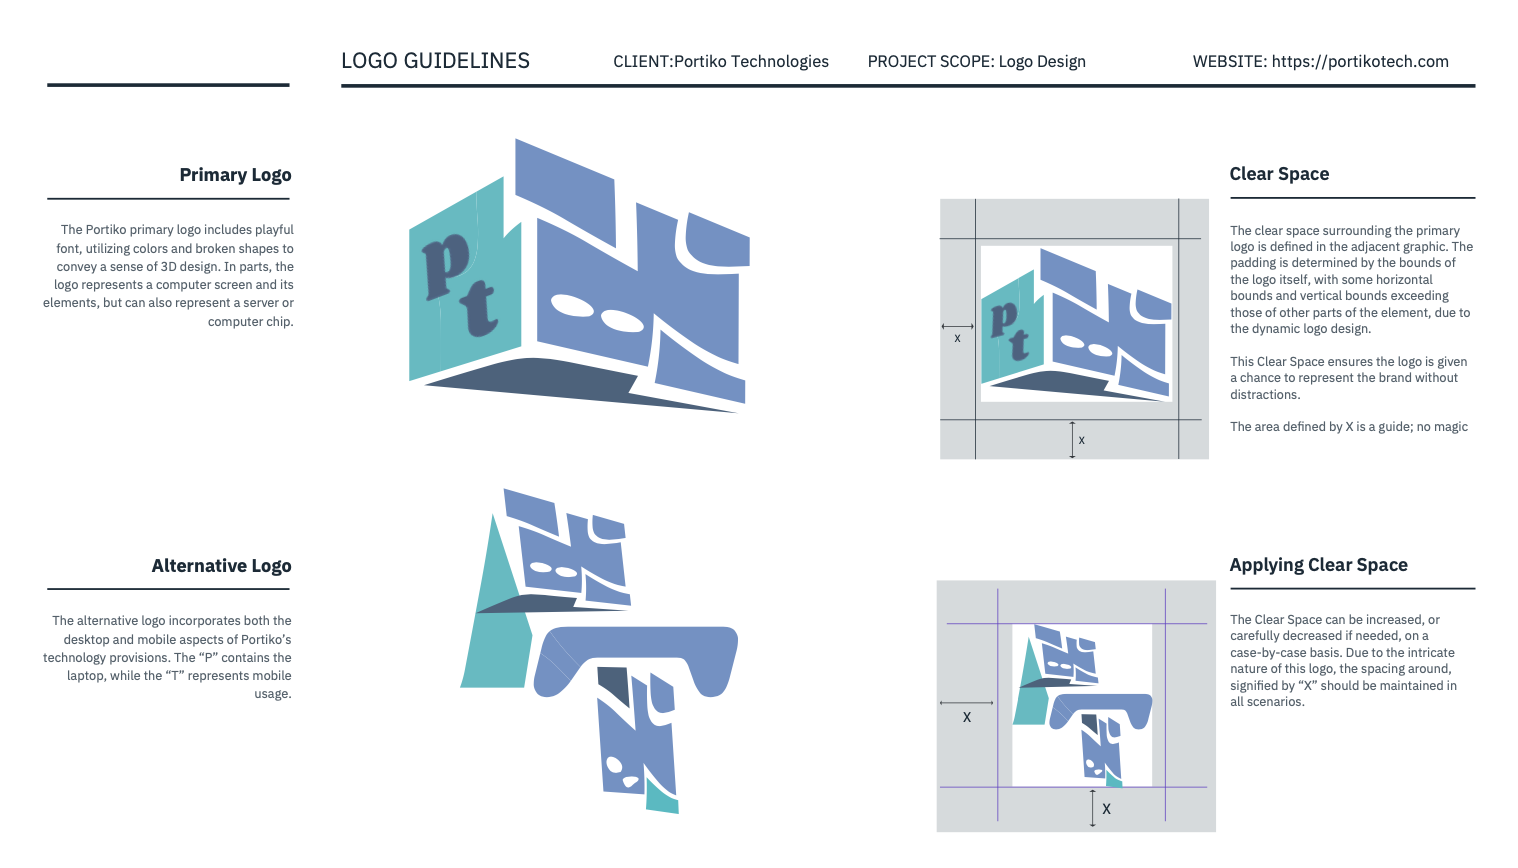 LOGO GUIDELINES
CLIENT:Portiko Technologies
PROJECT SCOPE: Logo Design
WEBSITE: https://portikotech.com
Primary Logo
The Portiko primary logo includes playful
font, utilizing colors and broken shapes to
convey a sense of 3D design. In parts, the
logo represents a computer screen and its
elements, but can also represent a server or
computer chip.
p
t
Clear Space
The clear space surrounding the primary
logo is defined in the adjacent graphic. The
padding is determined by the bounds of
the logo itself, with some horizontal
bounds and vertical bounds exceeding
those of other parts of the element, due to
the dynamic logo design.
This Clear Space ensures the logo is given
a chance to represent the brand without
distractions.
The area defined by X is a guide; no magic
p
t
X
X
Alternative Logo
The alternative logo incorporates both the
desktop and mobile aspects of Portiko’s
technology provisions. The “P” contains the
laptop, while the “T” represents mobile
usage.
Applying Clear Space
The Clear Space can be increased, or
carefully decreased if needed, on a
case-by-case basis. Due to the intricate
nature of this logo, the spacing around,
signified by “X” should be maintained in
all scenarios.
X
X